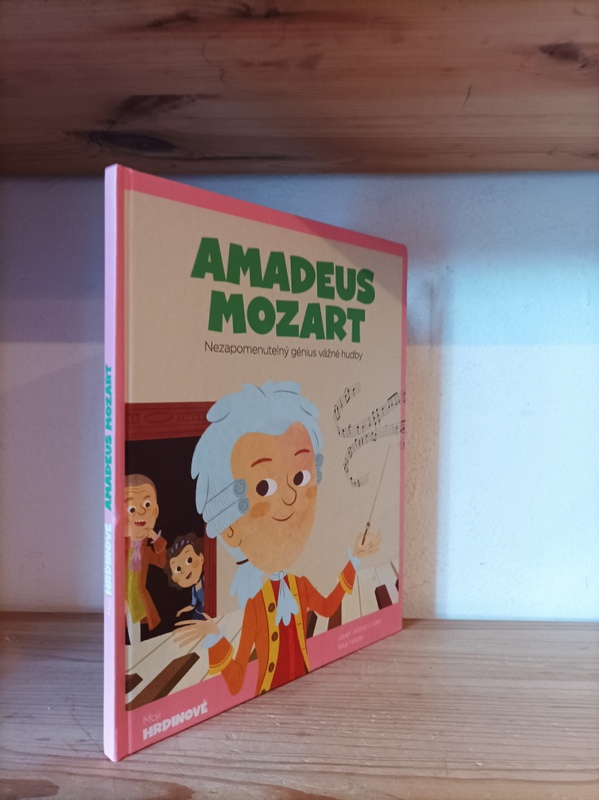 AMADEUS
MOZART
Nezapomenutelný génius vážné hudby
Moji
HRDINOVÉ
HRDINOVÉ AMADEUS MOZART